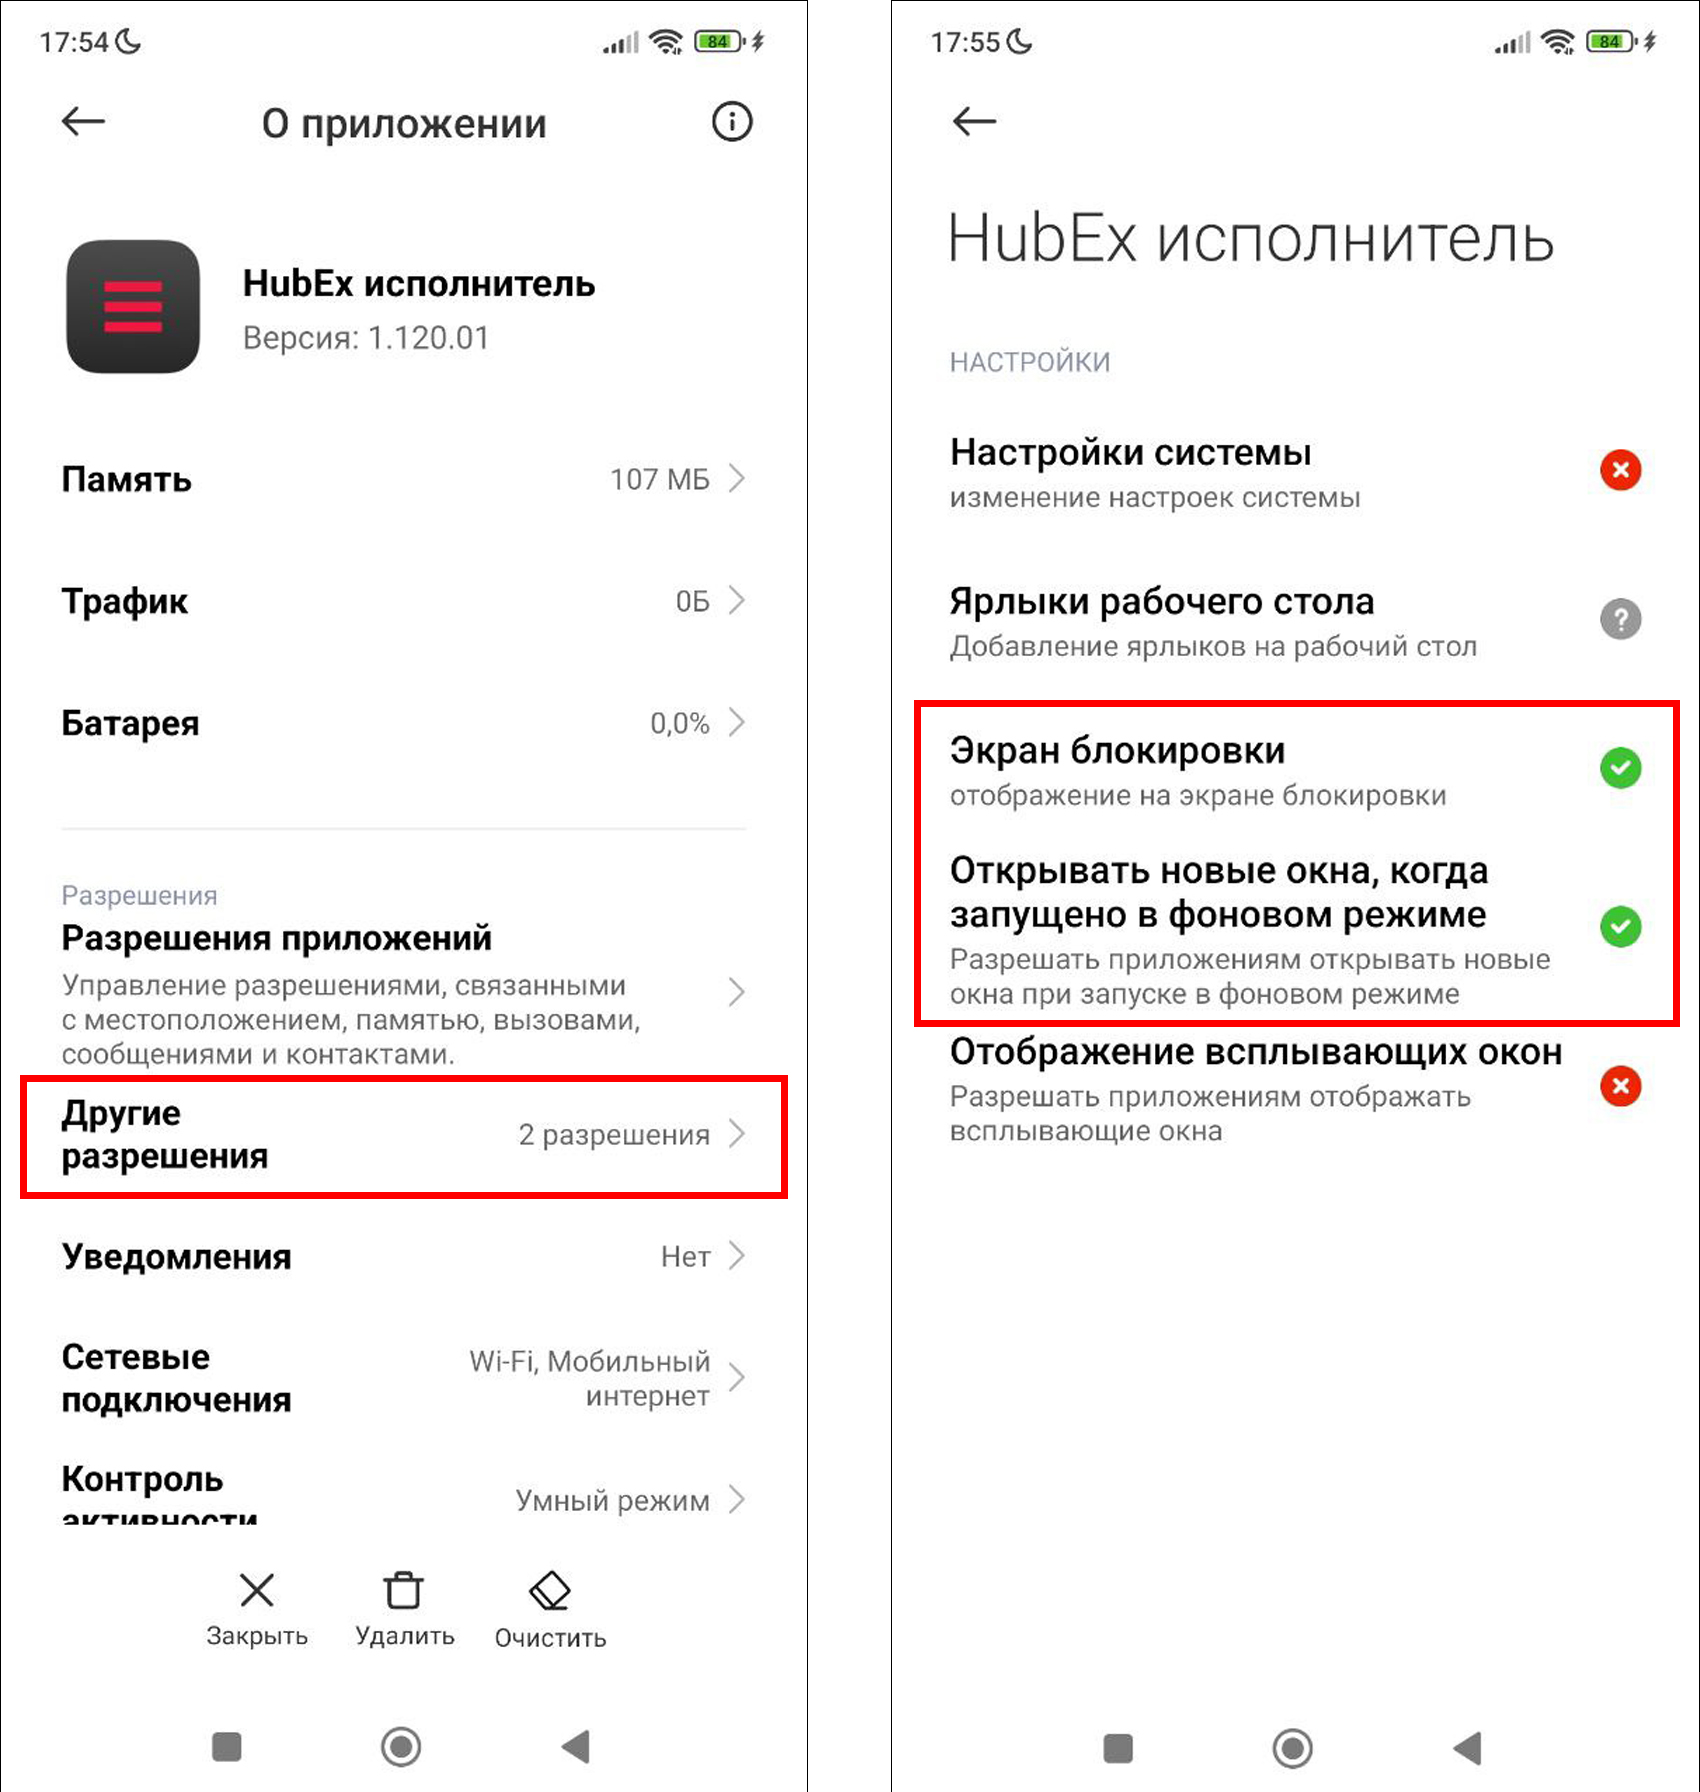 17:54
84
О приложении
HubEx исполнитель
Версия: 1.120.01
Память
107 МБ
Трафик
0Б
Батарея
0,0%
Разрешения
Разрешения приложений
Управление разрешениями, связанными
с местоположением, памятью, вызовами,
сообщениями и контактами.
Другие
разрешения
2 разрешения
Уведомления
Нет
Сетевые
подключения
Wi-Fi, Мобильный
интернет
Контроль
активности
Умный режим
Закрыть
Удалить
Очистить
17:55
84
HubEx исполнитель
НАСТРОЙКИ
Настройки системы
изменение настроек системы
Ярлыки рабочего стола
Добавление ярлыков на рабочий стол
Экран блокировки
отображение на экране блокировки
Открывать новые окна, когда
запущено в фоновом режиме
Разрешать приложениям открывать новые
окна при запуске в фоновом режиме
Отображение всплывающих окон
Разрешать приложениям отображать
всплывающие окна